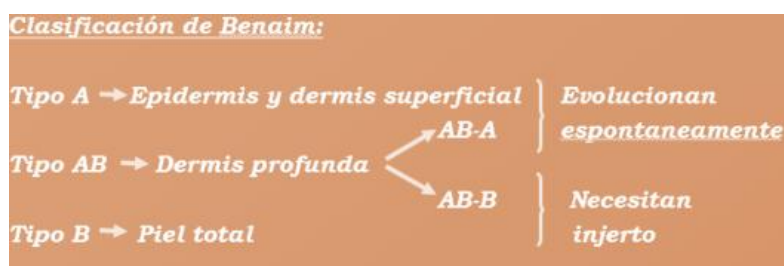 Clasificación de Benaim:
Tipo A → Epidermis y dermis superficial
Evolucionan
AB-A
espontaneamente
Tipo AB → Dermis profunda
AB-B
Necesitan
Tipo B → Piel total
injerto